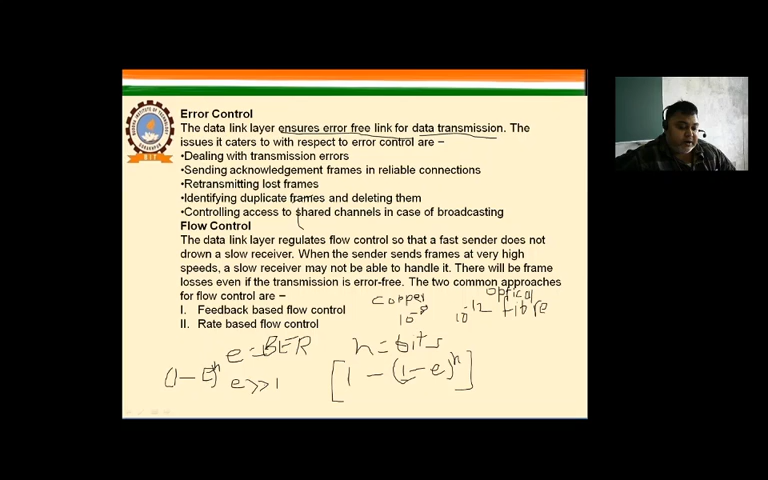 Error Control
The data link layer ensures error free link for data transmission. The
issues it caters to with respect to error control are −
•Dealing with transmission errors
•Sending acknowledgement frames in reliable connections
•Retransmitting lost frames
•Identifying duplicate frames and deleting them
•Controlling access to shared channels in case of broadcasting
Flow Control
The data link layer regulates flow control so that a fast sender does not
drown a slow receiver. When the sender sends frames at very high
speeds, a slow receiver may not be able to handle it. There will be frame
losses even if the transmission is error-free. The two common approaches
for flow control are −
I. Feedback based flow control
II. Rate based flow control
Copper
10^-8
Optical
10^-12 fibre
e=BER
n=bits
(1-e)^n
e>>1
[1-(1-e)^n]